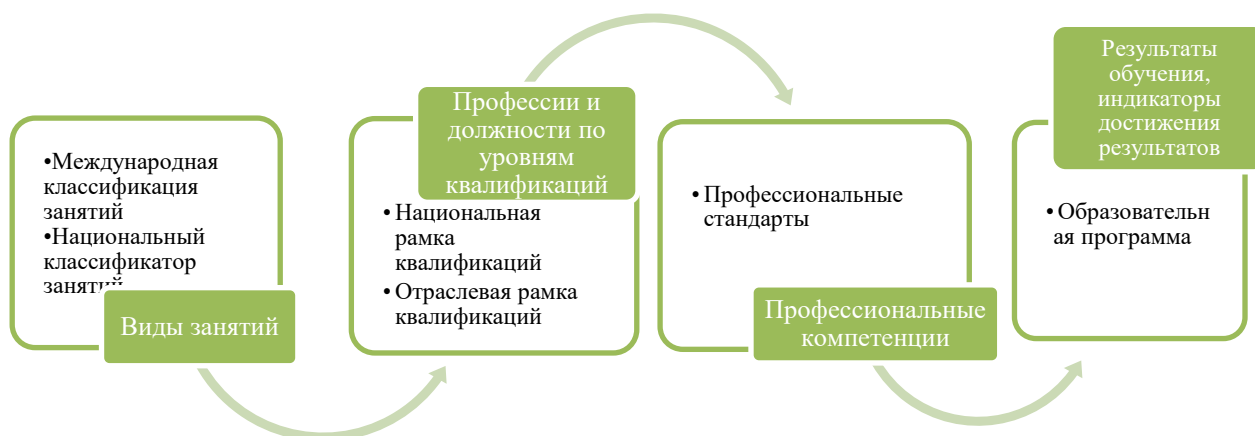 •Международная
классификация
занятий
•Национальный
классификатор
занятий
Виды занятий
Профессии и
должности по
уровням
квалификаций
• Национальная
рамка
квалификаций
• Отраслевая рамка
квалификаций
• Профессиональные
стандарты
Профессиональные
компетенции
Результаты
обучения,
индикаторы
достижения
результатов
• Образовательн
ая программа